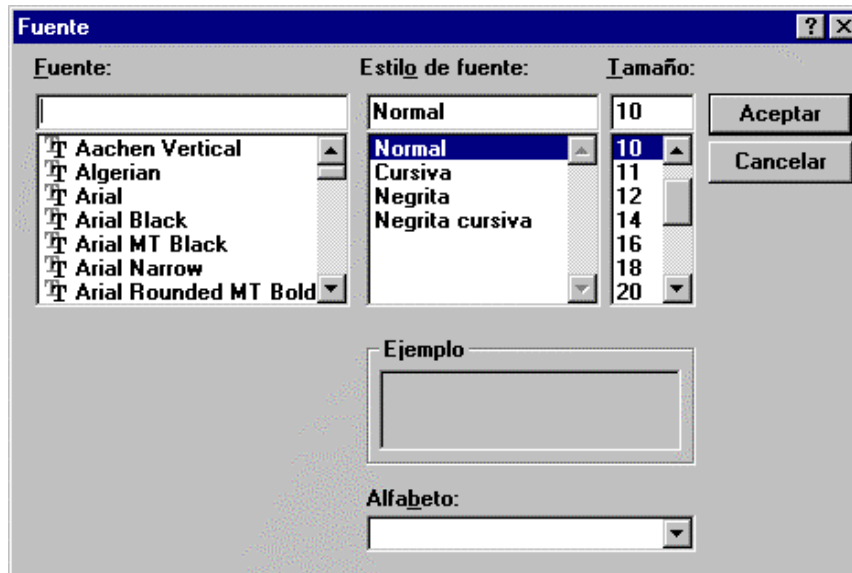 Fuente
Fuente:
Estilo de fuente:
Tamaño:
Normal
10
Aceptar
Cancelar
Aachen Vertical
Algerian
Arial
Arial Black
Arial MT Black
Arial Narrow
Arial Rounded MT Bold
Normal
Cursiva
Negrita
Negrita cursiva
10
11
12
14
16
18
20
Ejemplo
Alfabeto: